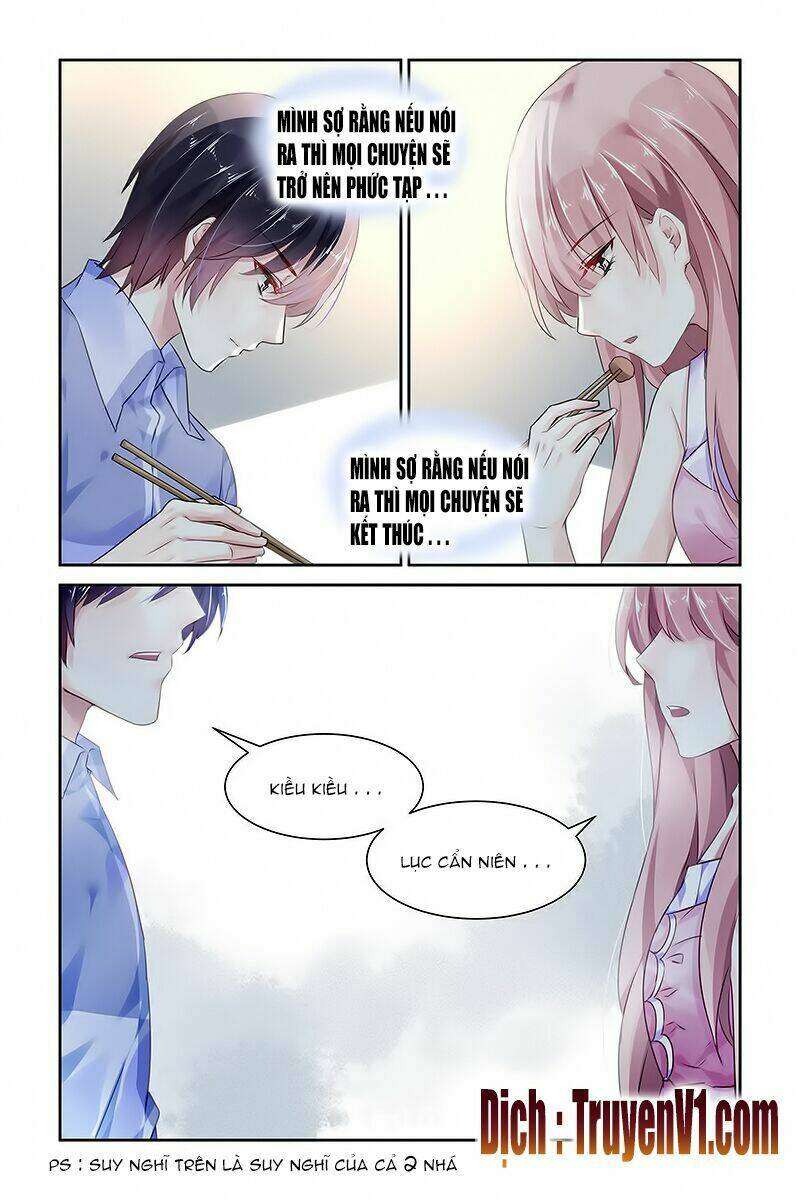 MÌNH SỢ RẰNG NẾU NÓI
RA THÌ MỌI CHUYỆN SẼ
TRỞ NÊN PHỨC TẠP . . .
MÌNH SỢ RẰNG NẾU NÓI
RA THÌ MỌI CHUYỆN SẼ
KẾT THÚC . . .
KIỀU KIỀU . . .
LỤC CẨN NIÊN . . .
Dịch : TruyenV1.com
PS : SUY NGHĨ TRÊN LÀ SUY NGHĨ CỦA CẢ 2 NHÁ